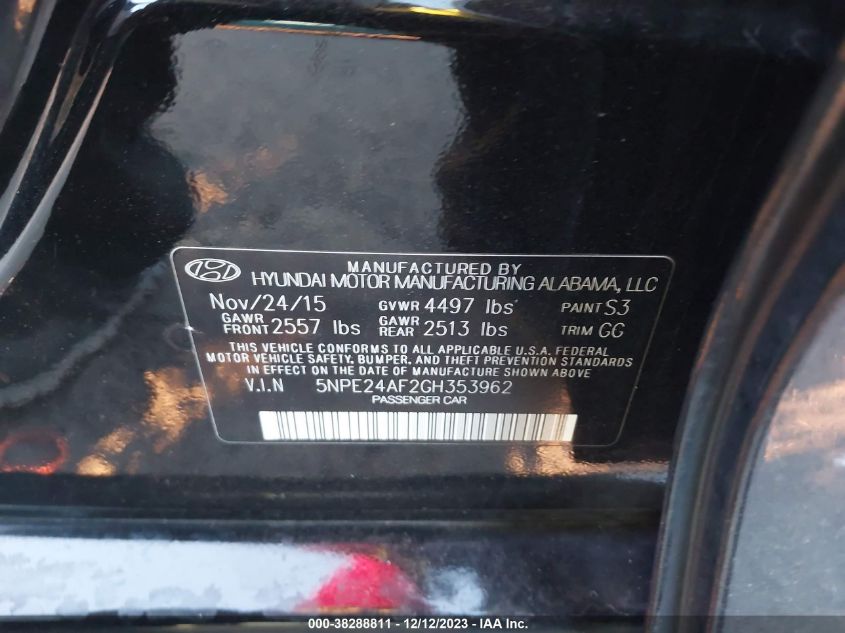 MANUFACTURED BY
HYUNDAI MOTOR MANUFACTURING ALABAMA, LLC
Nov/24/15 GVWR 4497 lbs PAINT S3
GAWR FRONT 2557 lbs GAWR REAR 2513 lbs TRIM GG
THIS VEHICLE CONFORMS TO ALL APPLICABLE U.S.A. FEDERAL
MOTOR VEHICLE SAFETY, BUMPER, AND THEFT PREVENTION STANDARDS
IN EFFECT ON THE DATE OF MANUFACTURE SHOWN ABOVE.
V.I.N 5NPE24AF2GH353962
PASSENGER CAR
000-38288811 - 12/12/2023 - IAA Inc.